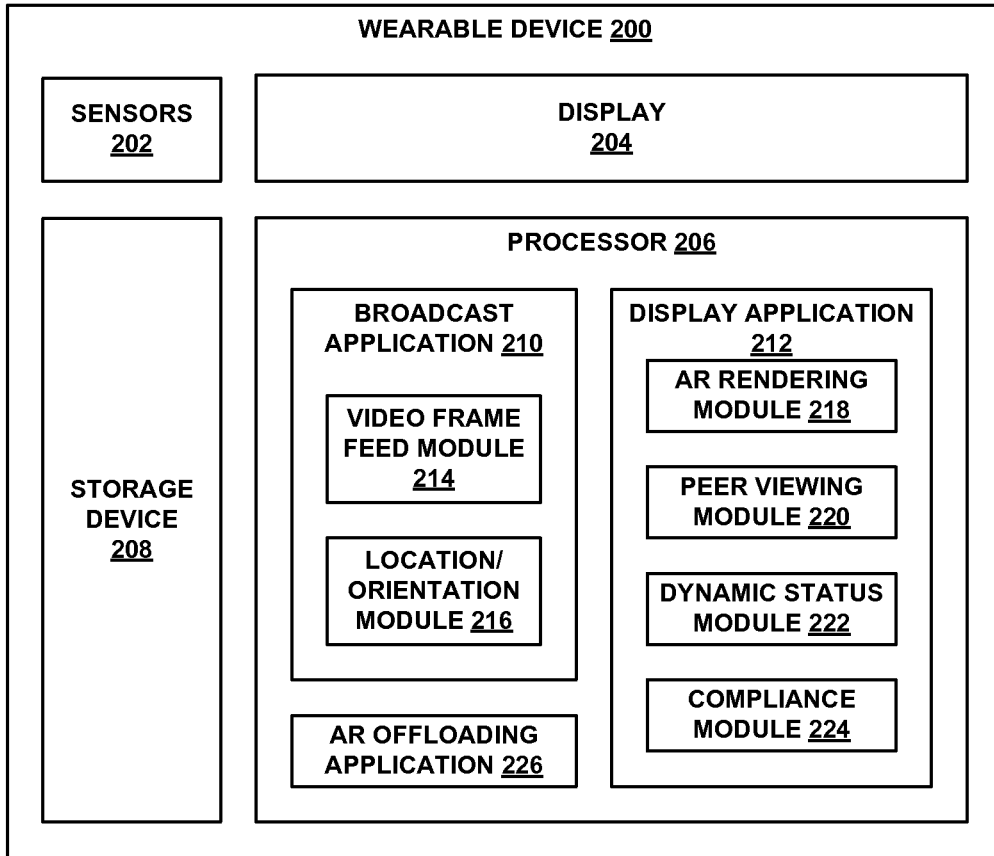 WEARABLE DEVICE 200
SENSORS
202
DISPLAY
204
STORAGE
DEVICE
208
PROCESSOR 206
BROADCAST
APPLICATION 210
VIDEO FRAME
FEED MODULE
214
LOCATION/
ORIENTATION
MODULE 216
AR OFFLOADING
APPLICATION 226
DISPLAY APPLICATION
212
AR RENDERING
MODULE 218
PEER VIEWING
MODULE 220
DYNAMIC STATUS
MODULE 222
COMPLIANCE
MODULE 224